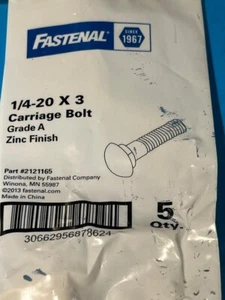 FASTENAL
SINCE
1967
1/4-20 X 3
Carriage Bolt
Grade A
Zinc Finish
Part #2121165
Distributed by Fastenal Company
Winona, MN 55987
©2013 fastenal.com
Made in China
5
Qty.
30662956878624